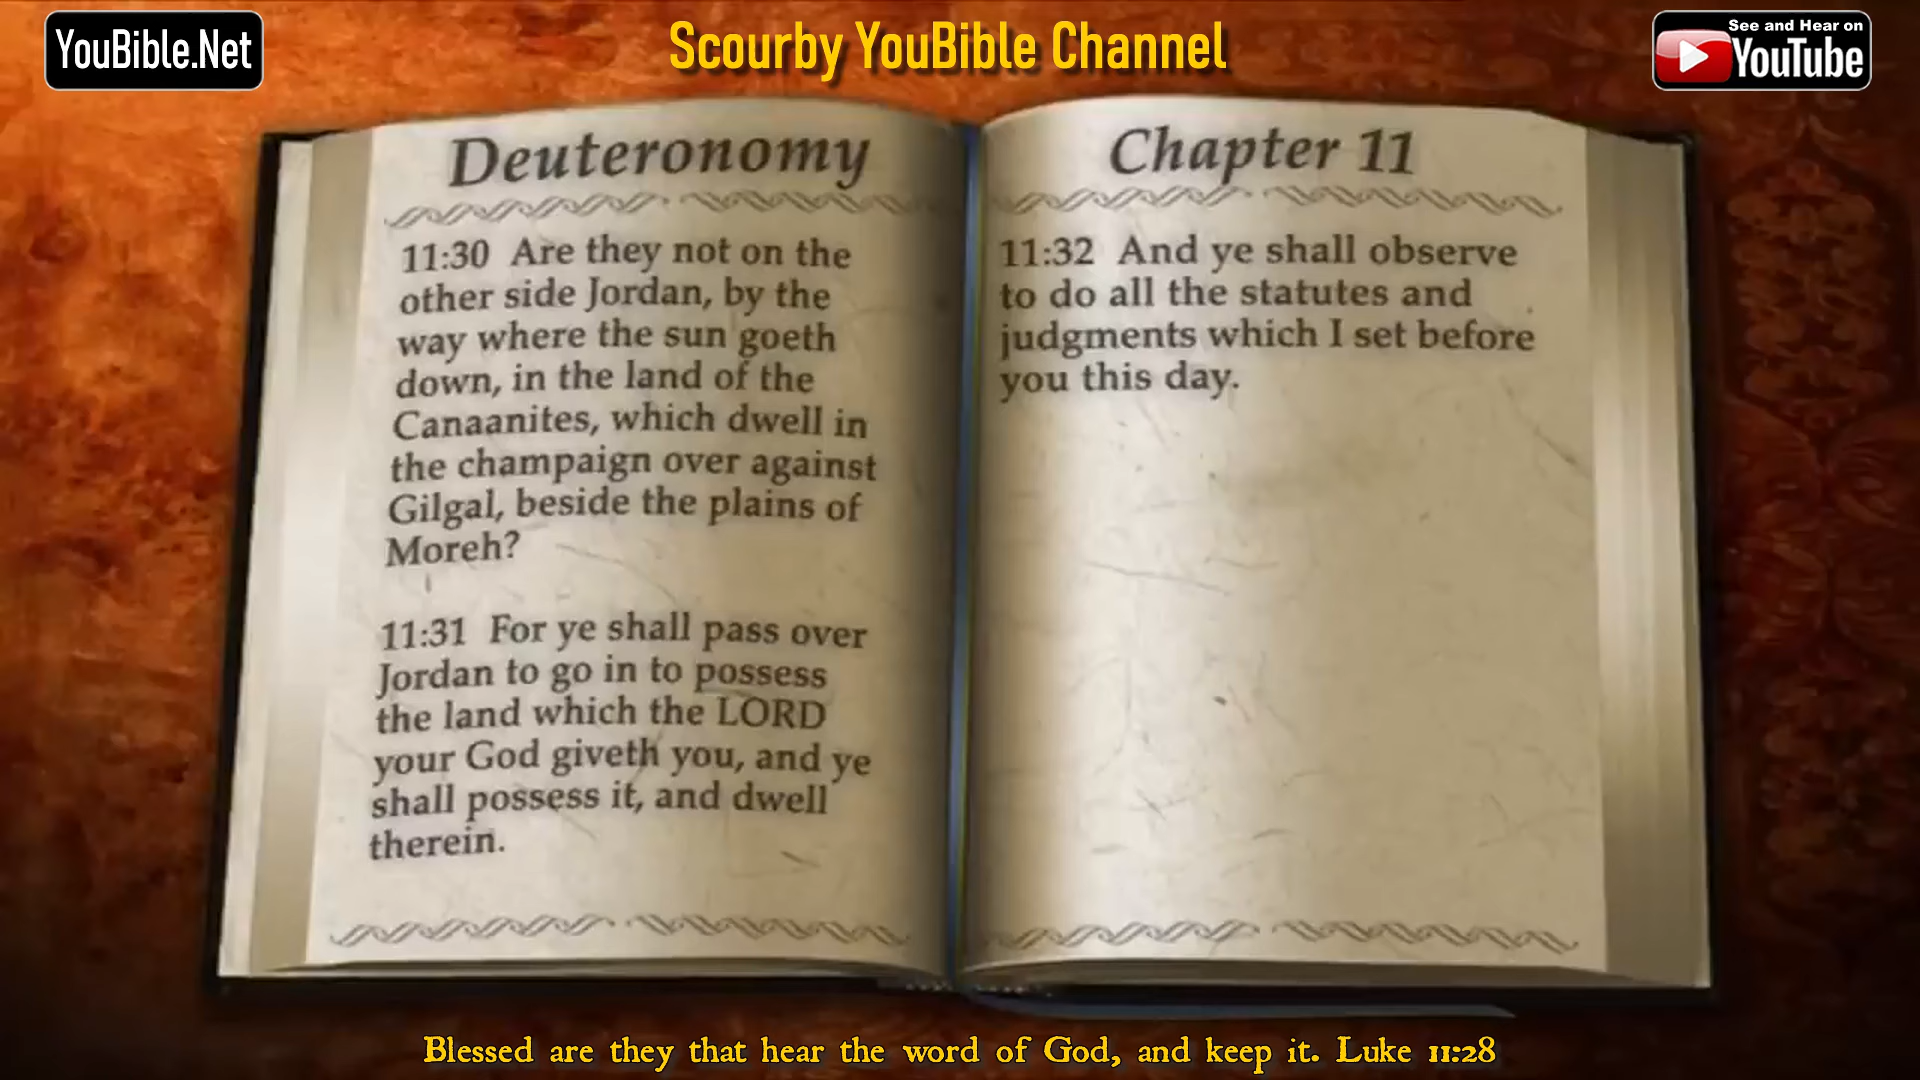 YouBible.Net
Scourby YouBible Channel
See and Hear on
YouTube
Deuteronomy
11:30 Are they not on the
other side Jordan, by the
way where the sun goeth
down, in the land of the
Canaanites, which dwell in
the champaign over against
Gilgal, beside the plains of
Moreh?
11:31 For ye shall pass over
Jordan to go in to possess
the land which the LORD
your God giveth you, and ye
shall possess it, and dwell
therein.
Chapter 11
11:32 And ye shall observe
to do all the statutes and
judgments which I set before
you this day.
Blessed are they that hear the word of God, and keep it. Luke 11:28